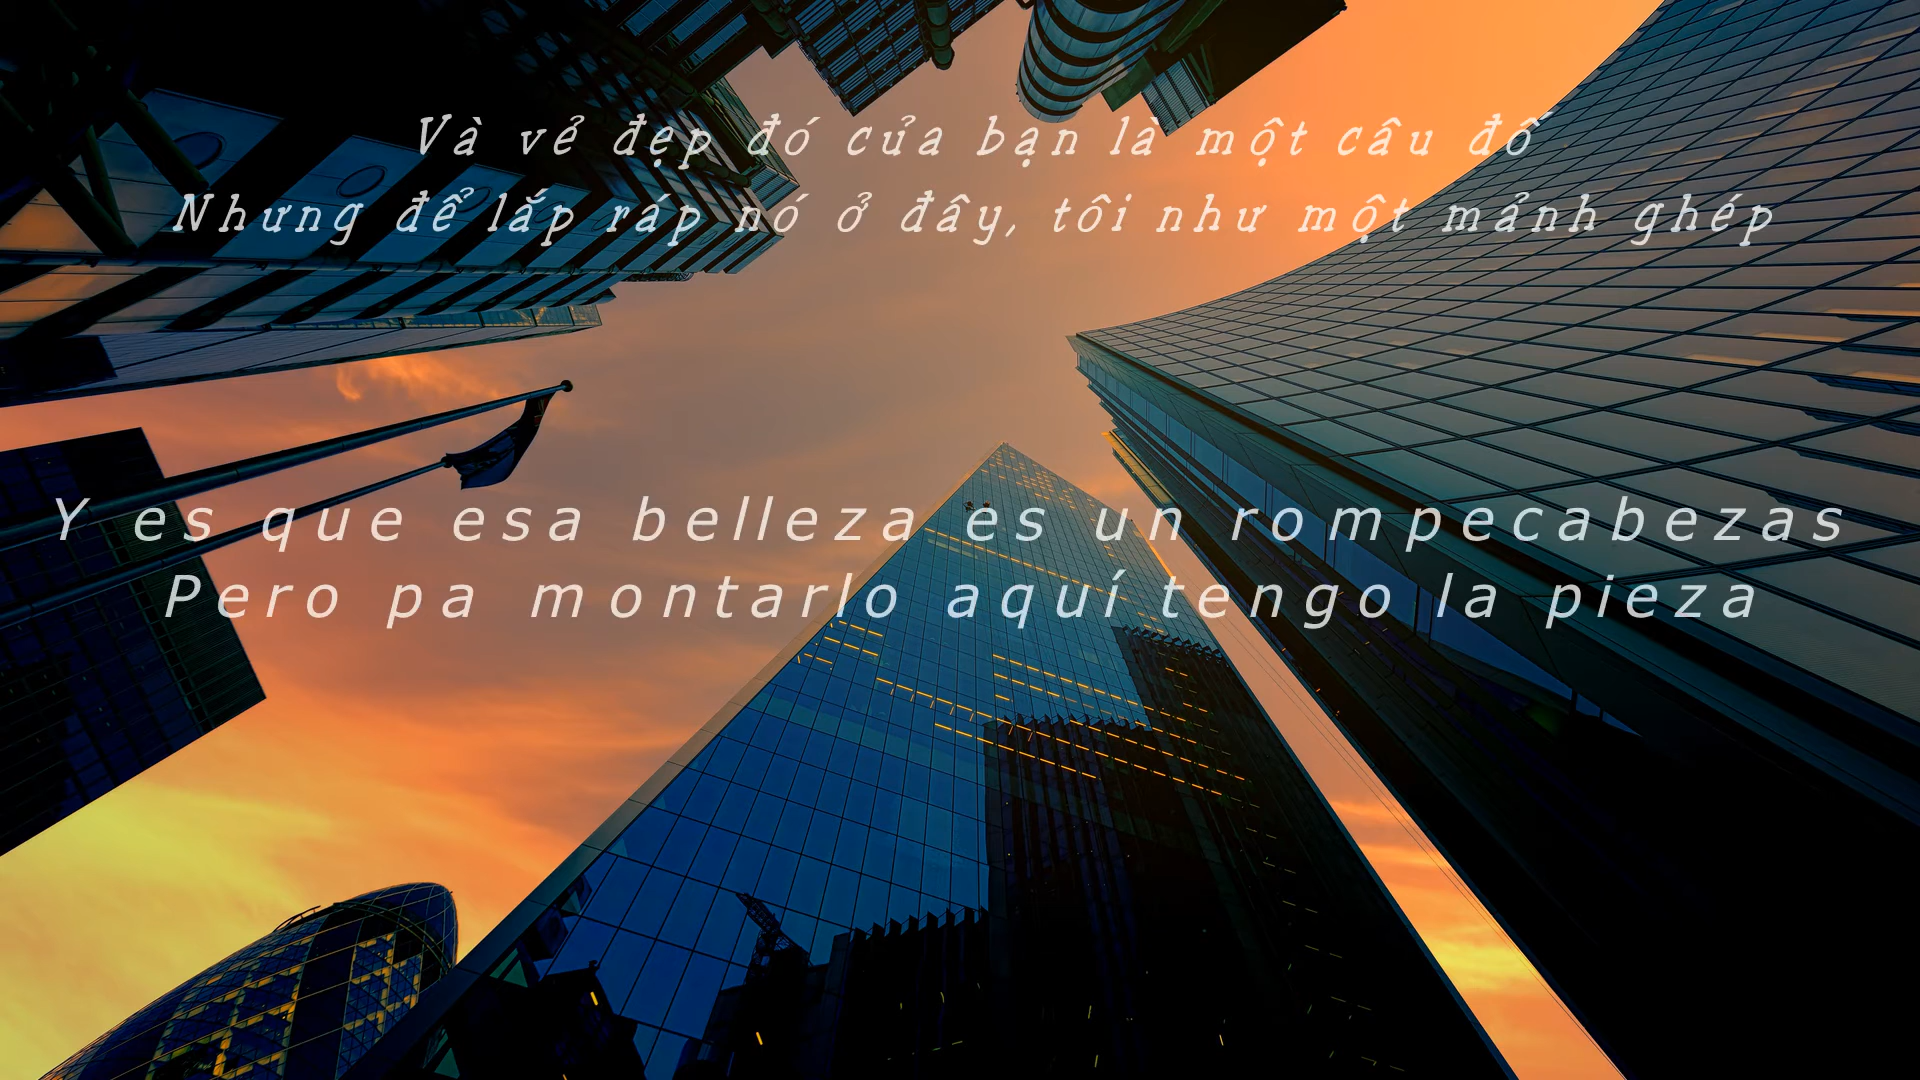 Và vẻ đẹp đó của bạn là một câu đố
Nhưng để lắp ráp nó ở đây, tôi như một mảnh ghép
Y es que esa belleza es un rompecabezas
Pero pa montarlo aquí tengo la pieza